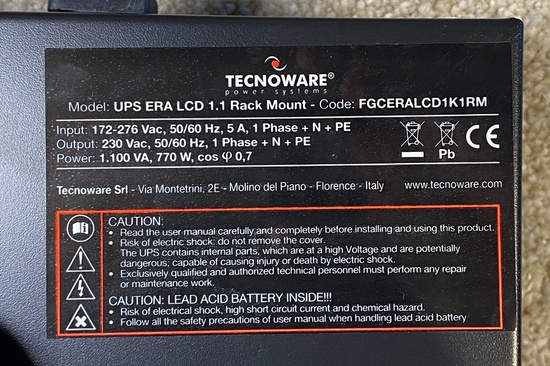 TECNOWARE®
power systems
Model: UPS ERA LCD 1.1 Rack Mount - Code: FGCERALCD1K1RM
Input: 172-276 Vac, 50/60 Hz, 5 A, 1 Phase + N + PE
Output: 230 Vac, 50/60 Hz, 1 Phase + N + PE
Power: 1.100 VA, 770 W, cos φ 0,7
Pb
CE
Tecnoware Srl - Via Montetrini, 2E - Molino del Piano - Florence - Italy www.tecnoware.com
CAUTION:
• Read the user manual carefully and completely before installing and using this product.
• Risk of electric shock: do not remove the cover.
The UPS contains internal parts, which are at a high Voltage and are potentially
dangerous, capable of causing injury or death by electric shock.
• Exclusively qualified and authorized technical personnel must perform any repair
or maintenance work.
CAUTION: LEAD ACID BATTERY INSIDE!!!
• Risk of electrical shock, high short circuit current and chemical hazard.
• Follow all the safety precautions of user manual when handling lead acid battery